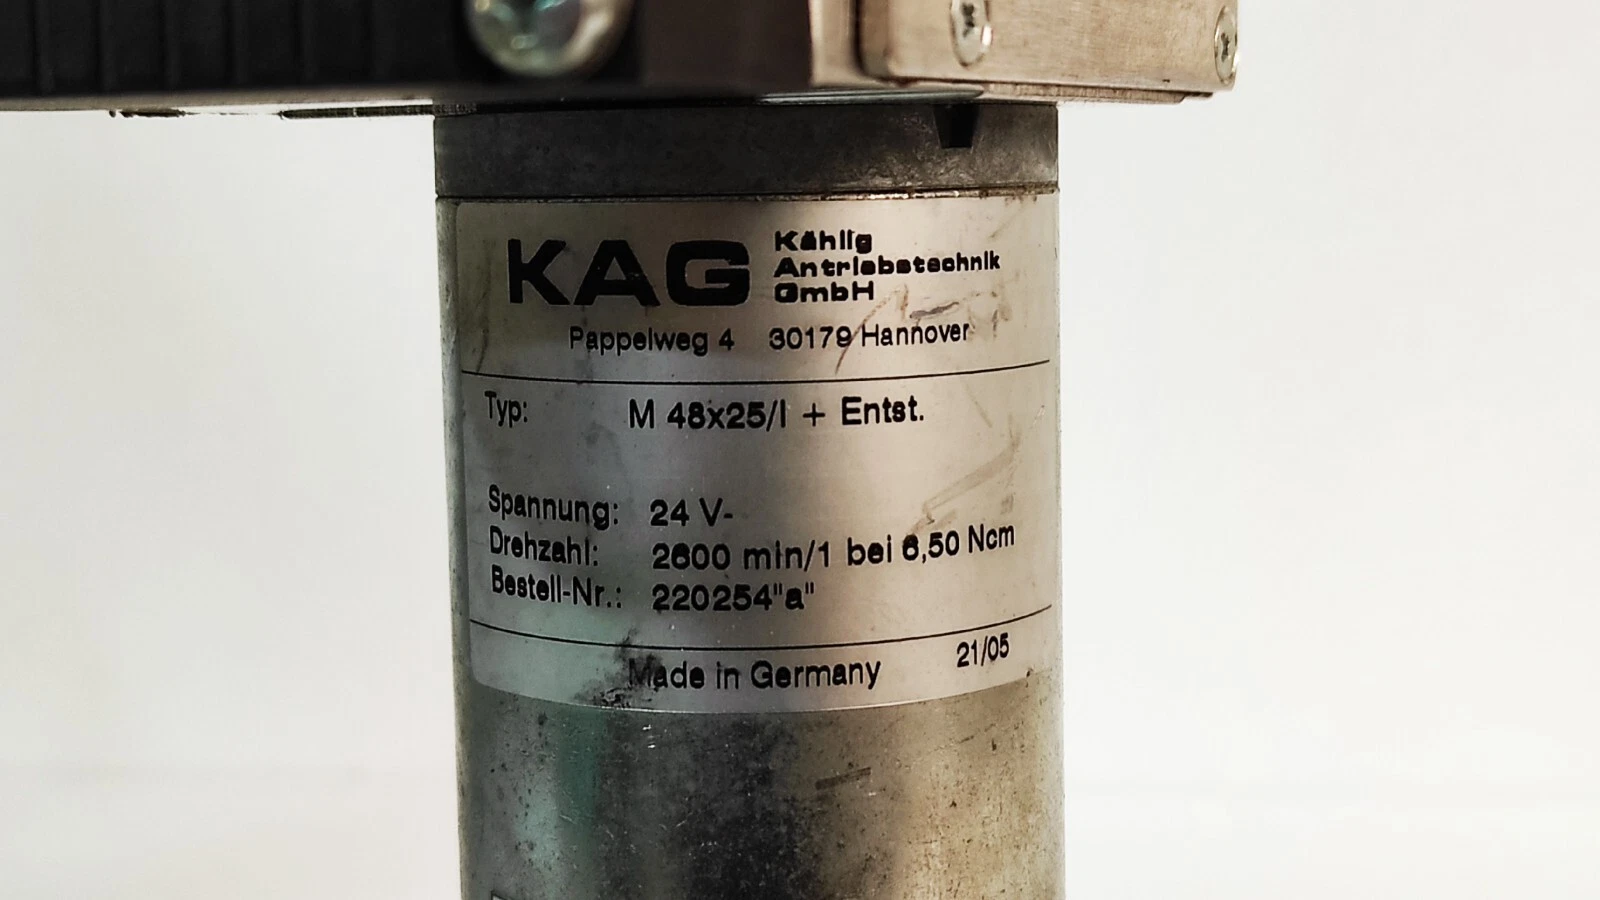 KAG
Kählig
Antriebstechnik
GmbH
Pappelweg 4 30179 Hannover
Typ: M 48x25/I + Entst.
Spannung: 24 V-
Drehzahl: 2600 min/1 bei 6,50 Ncm
Bestell-Nr.: 220254"a"
Made in Germany 21/05